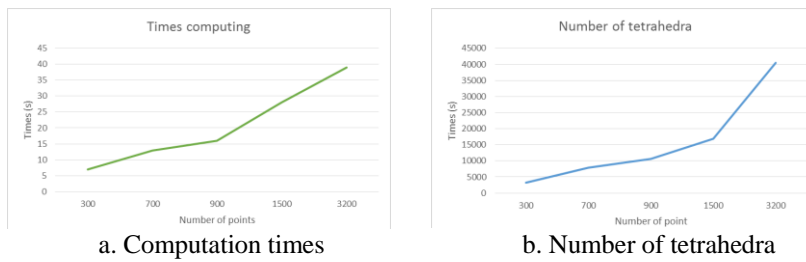 Times computing
45
40
35
30
25
20
15
10
5
0
Times (s)
300 700 900 1500 3200
Number of points
a. Computation times
Number of tetrahedra
45000
40000
35000
30000
25000
20000
15000
10000
5000
0
Times (s)
300 700 900 1500 3200
Number of point
b. Number of tetrahedra